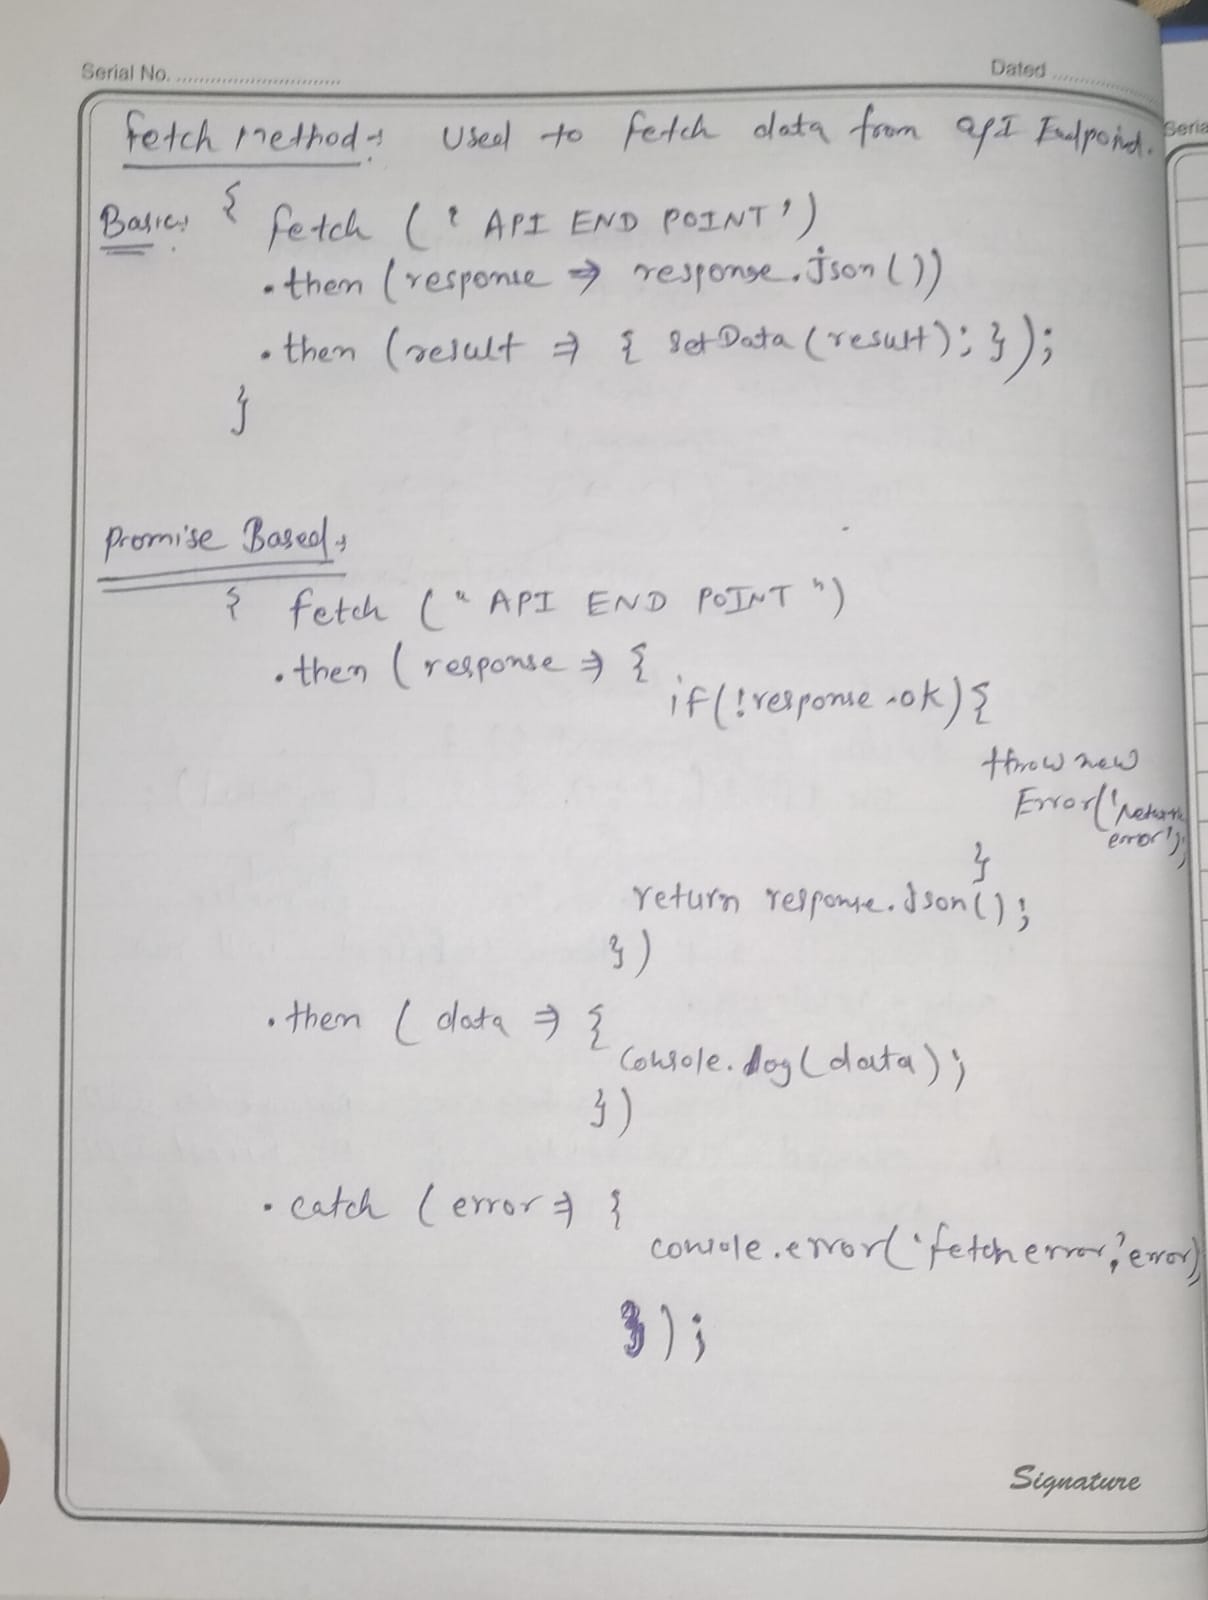 Serial No. Dated
Fetch Method → Used to fetch data from apI Endpoint.
Seria
Basic → { fetch ('API END POINT')
.then (response => response.json())
.then (result => { setData (result); });
}
Promise Based →
{ fetch ("API END POINT")
.then (response => {
if(!response.ok) {
throw new
Error('network
error');
}
return response.Json();
})
.then (data => {
console.log(data);
})
.catch (error => {
console.error('fetch error,' error)
});
Signature